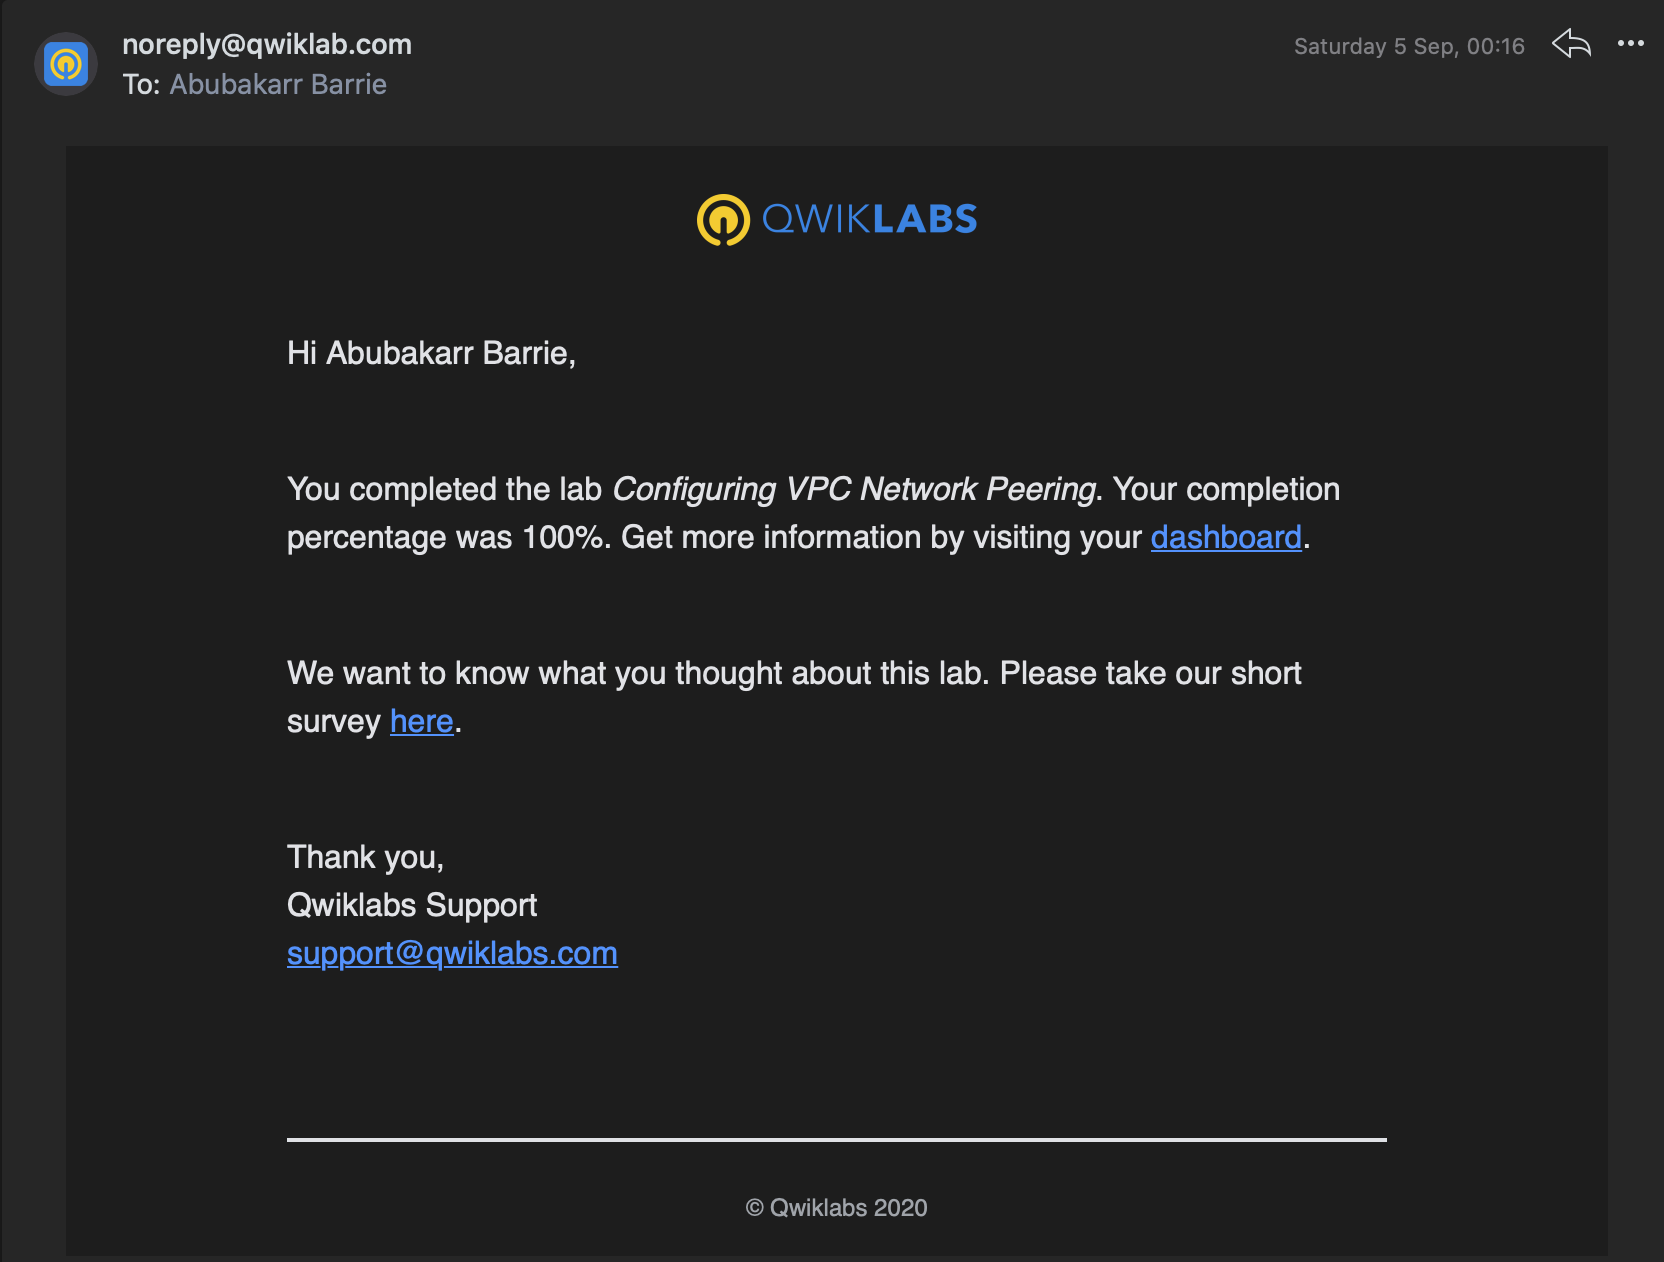 noreply@qwiklab.com
Saturday 5 Sep, 00:16
To: Abubakarr Barrie
QWIKLABS
Hi Abubakarr Barrie,
You completed the lab Configuring VPC Network Peering. Your completion
percentage was 100%. Get more information by visiting your dashboard.
We want to know what you thought about this lab. Please take our short
survey here.
Thank you,
Qwiklabs Support
support@qwiklabs.com
© Qwiklabs 2020